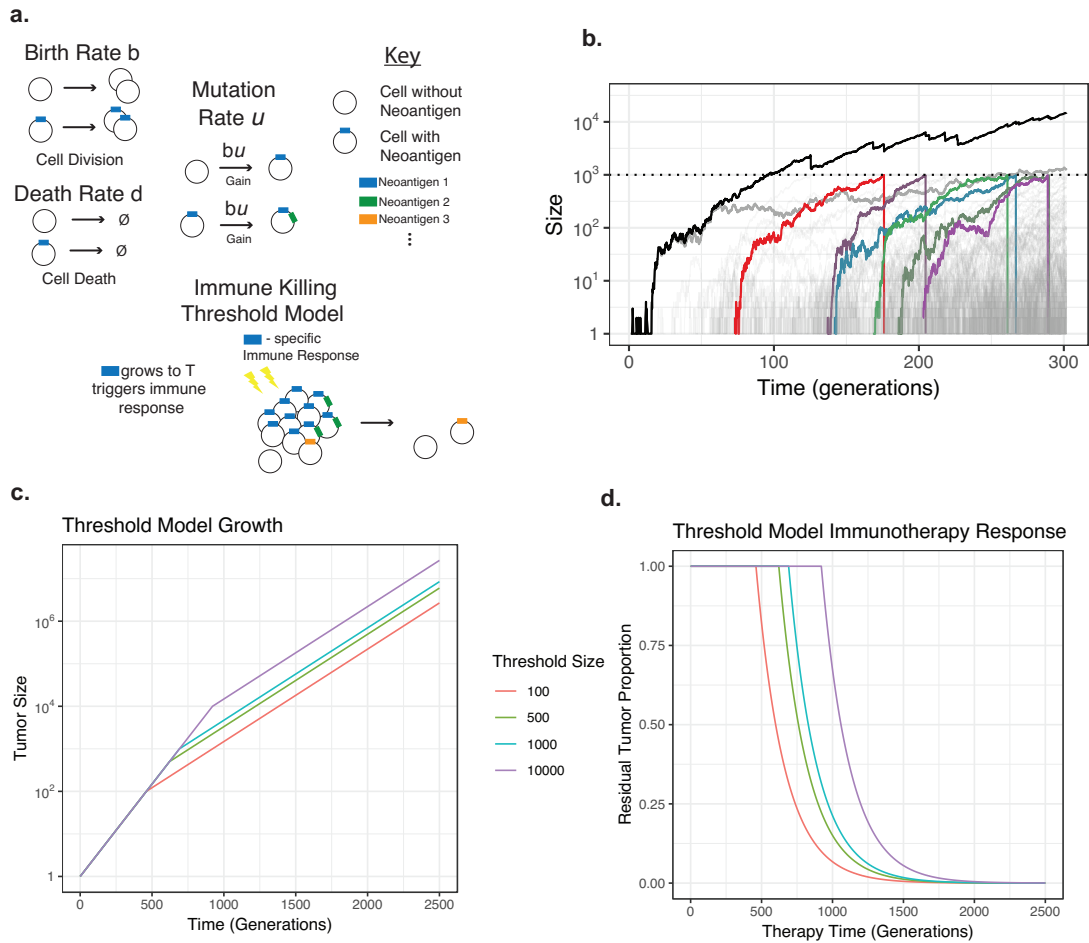 a.
Birth Rate b
Cell Division
Death Rate d
∅
∅
Cell Death
Mutation
Rate u
bu
Gain
bu
Gain
Key
Cell without
Neoantigen
Cell with
Neoantigen
Neoantigen 1
Neoantigen 2
Neoantigen 3
⋮
Immune Killing
Threshold Model
- specific
Immune Response
grows to T
triggers immune
response
b.
Size
10⁴
10³
10²
10¹
1
0
100
200
300
Time (generations)
c.
Threshold Model Growth
Tumor Size
10⁶
10⁴
10²
1
0
500
1000
1500
2000
2500
Time (Generations)
Threshold Size
100
500
1000
10000
d.
Threshold Model Immunotherapy Response
Residual Tumor Proportion
1.00
0.75
0.50
0.25
0.00
0
500
1000
1500
2000
2500
Therapy Time (Generations)